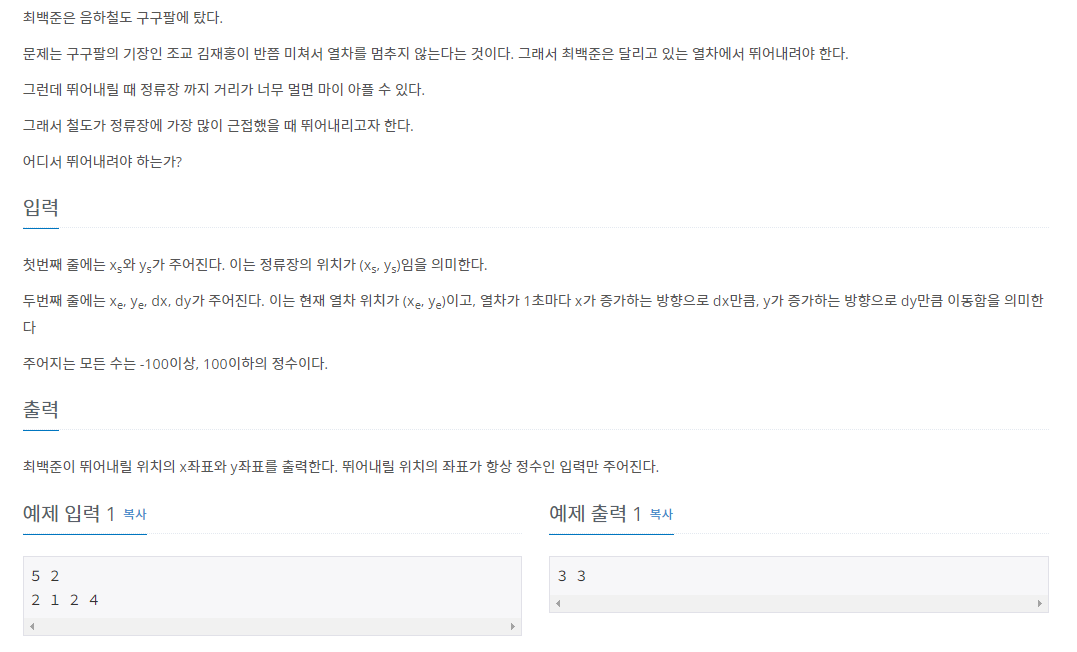 최백준은 음하철도 구구팔에 탔다.
문제는 구구팔의 기장인 조교 김재홍이 반쯤 미쳐서 열차를 멈추지 않는다는 것이다. 그래서 최백준은 달리고 있는 열차에서 뛰어내려야 한다.
그런데 뛰어내릴 때 정류장 까지 거리가 너무 멀면 마이 아플 수 있다.
그래서 철도가 정류장에 가장 많이 근접했을 때 뛰어내리고자 한다.
어디서 뛰어내려야 하는가?
입력
첫번째 줄에는 xs와 ys가 주어진다. 이는 정류장의 위치가 (xs, ys)임을 의미한다.
두번째 줄에는 xe, ye, dx, dy가 주어진다. 이는 현재 열차 위치가 (xe, ye)이고, 열차가 1초마다 x가 증가하는 방향으로 dx만큼, y가 증가하는 방향으로 dy만큼 이동함을 의미한
다
주어지는 모든 수는 -100이상, 100이하의 정수이다.
출력
최백준이 뛰어내릴 위치의 x좌표와 y좌표를 출력한다. 뛰어내릴 위치의 좌표가 항상 정수인 입력만 주어진다.
예제 입력 1 복사
5 2
2 1 2 4
예제 출력 1 복사
3 3